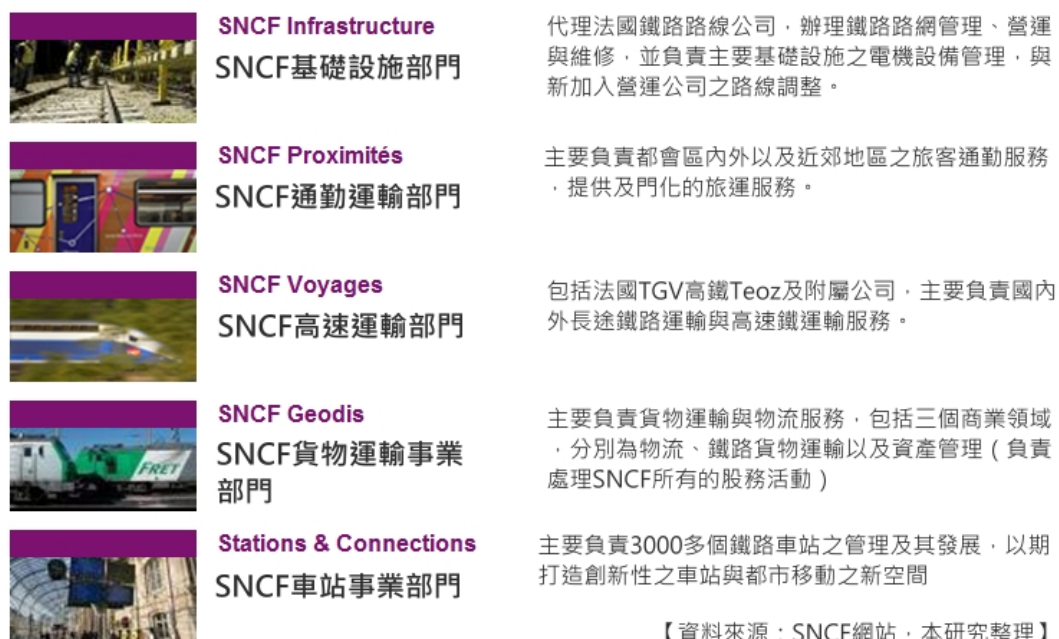 SNCF Infrastructure
SNCF基礎設施部門
代理法國鐵路路線公司，辦理鐵路路網管理、營運
與維修，並負責主要基礎設施之電機設備管理，與
新加入營運公司之路線調整。
SNCF Proximités
SNCF通勤運輸部門
主要負責都會區內外以及近郊地區之旅客通勤服務
，提供及門化的旅運服務。
SNCF Voyages
SNCF高速運輸部門
包括法國TGV高鐵Teoz及附屬公司，主要負責國內
外長途鐵路運輸與高速鐵運輸服務。
SNCF Geodis
SNCF貨物運輸事業
部門
主要負責貨物運輸與物流服務，包括三個商業領域
，分別為物流、鐵路貨物運輸以及資產管理（負責
處理SNCF所有的股務活動）
FRET
Stations & Connections
SNCF車站事業部門
主要負責3000多個鐵路車站之管理及其發展，以期
打造創新性之車站與都市移動之新空間
【資料來源：SNCF網站，本研究整理】